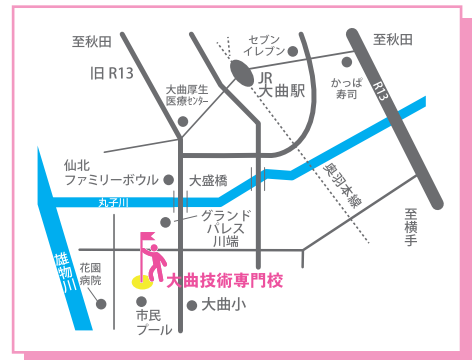 至秋田
セブン
イレブン
至秋田
旧 R13
JR
大曲駅
かっぱ
寿司
大曲厚生
医療ｾﾝﾀｰ
R13
仙北
ファミリーボウル
大盛橋
奥羽本線
丸子川
グランド
パレス
川端
至横手
雄物川
花園
病院
大曲技術専門校
市民
プール
大曲小